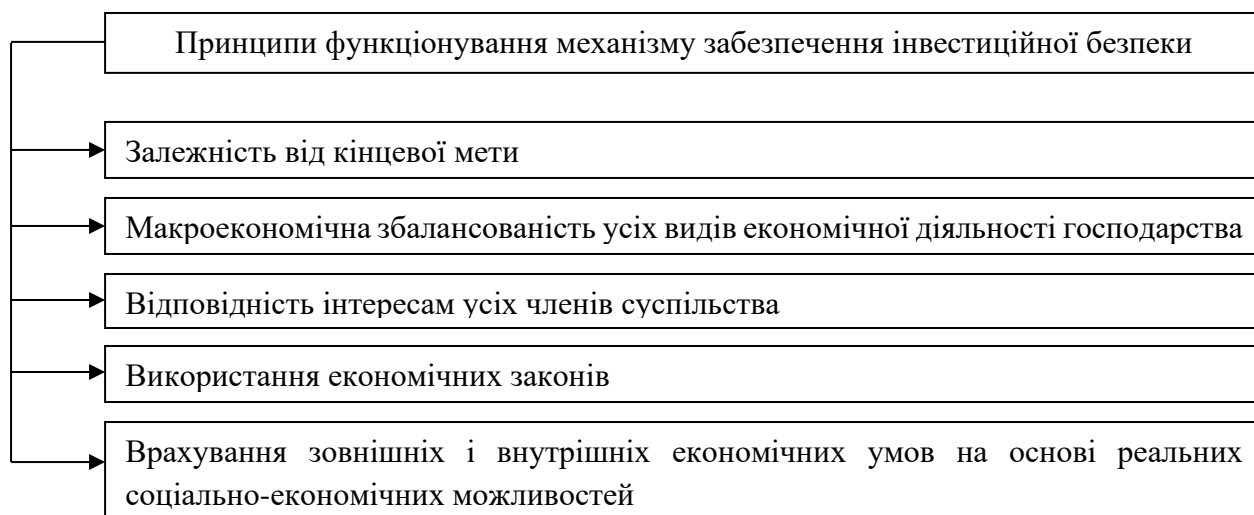 Принципи функціонування механізму забезпечення інвестиційної безпеки
Залежність від кінцевої мети
Макроекономічна збалансованість усіх видів економічної діяльності господарства
Відповідність інтересам усіх членів суспільства
Використання економічних законів
Врахування зовнішніх і внутрішніх економічних умов на основі реальних
соціально-економічних можливостей